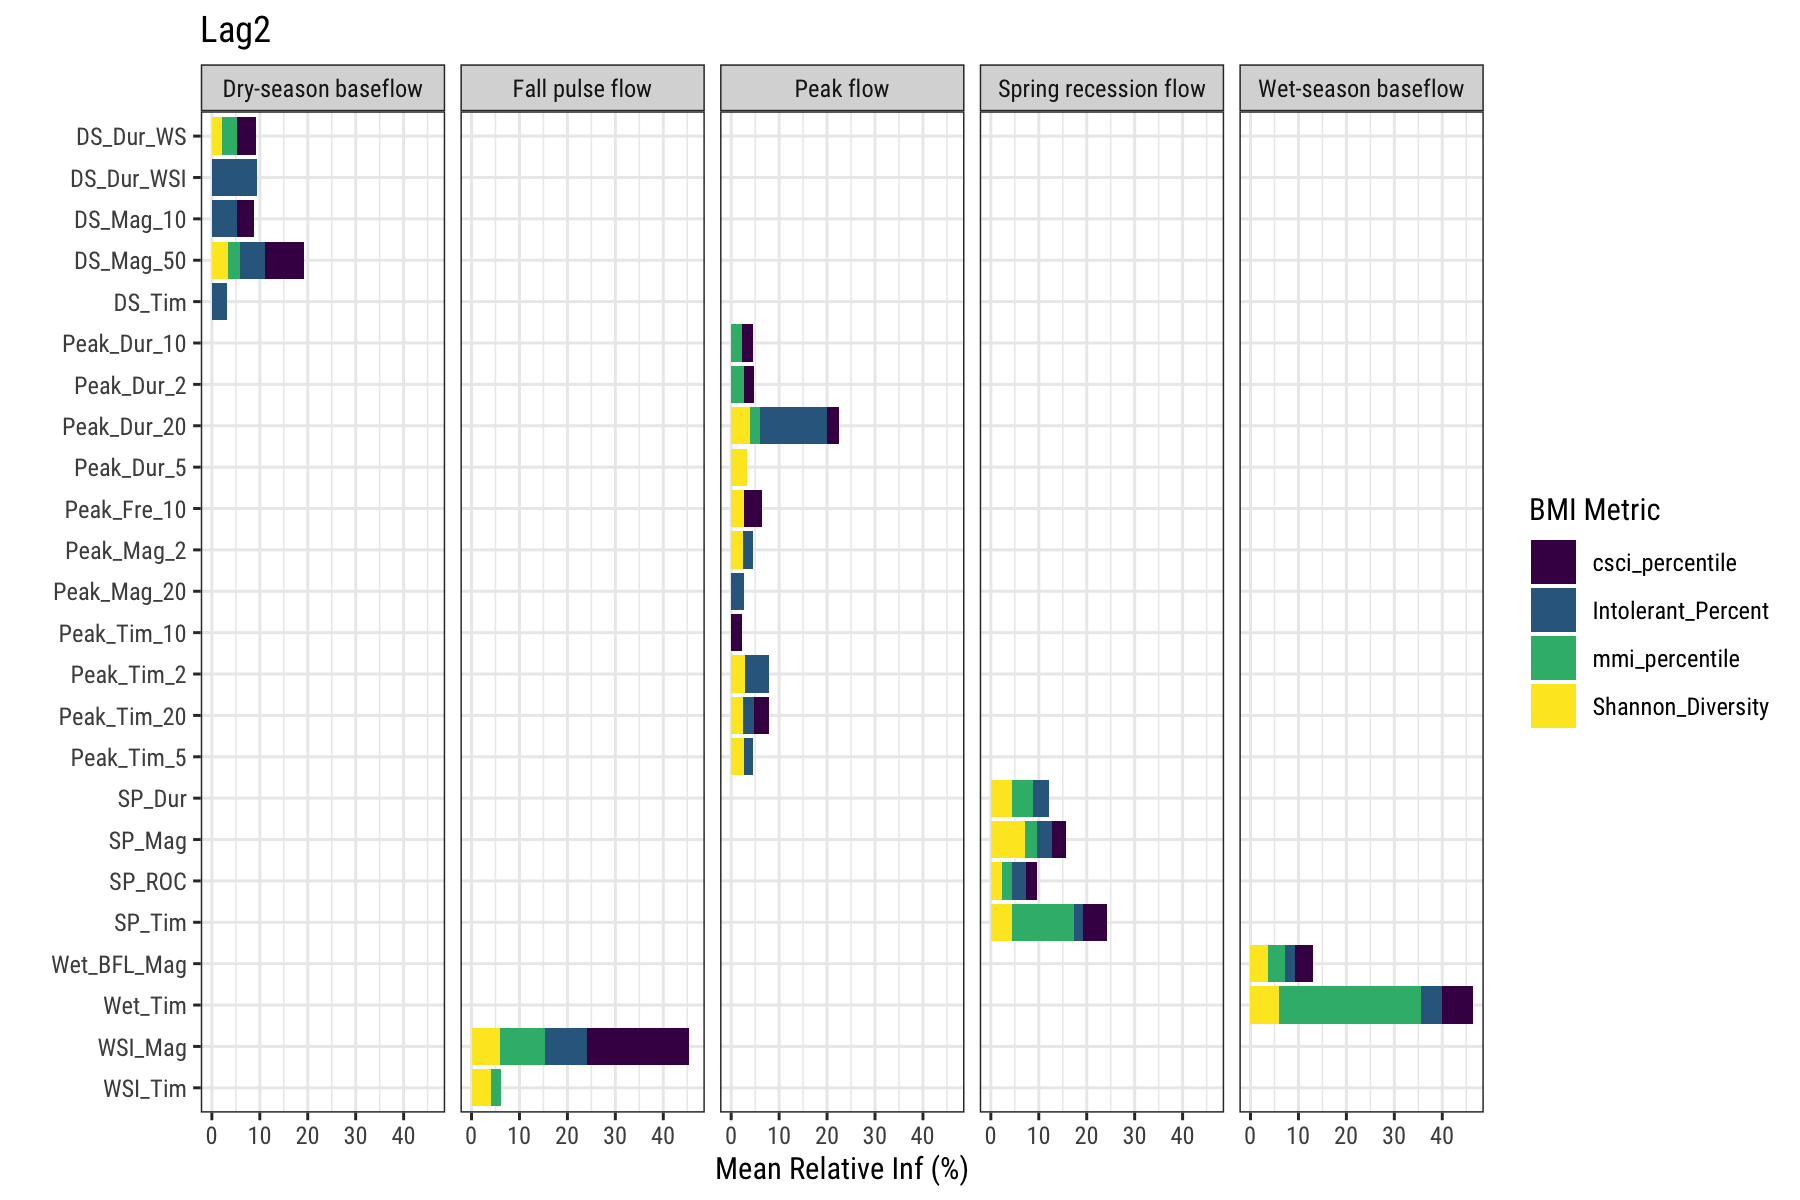 Lag2
Dry-season baseflow
Fall pulse flow
Peak flow
Spring recession flow
Wet-season baseflow
DS_Dur_WS
DS_Dur_WSI
DS_Mag_10
DS_Mag_50
DS_Tim
Peak_Dur_10
Peak_Dur_2
Peak_Dur_20
Peak_Dur_5
Peak_Fre_10
Peak_Mag_2
Peak_Mag_20
Peak_Tim_10
Peak_Tim_2
Peak_Tim_20
Peak_Tim_5
SP_Dur
SP_Mag
SP_ROC
SP_Tim
Wet_BFL_Mag
Wet_Tim
WSI_Mag
WSI_Tim
0 10 20 30 40
0 10 20 30 40
0 10 20 30 40
0 10 20 30 40
0 10 20 30 40
Mean Relative Inf (%)
BMI Metric
csci_percentile
Intolerant_Percent
mmi_percentile
Shannon_Diversity